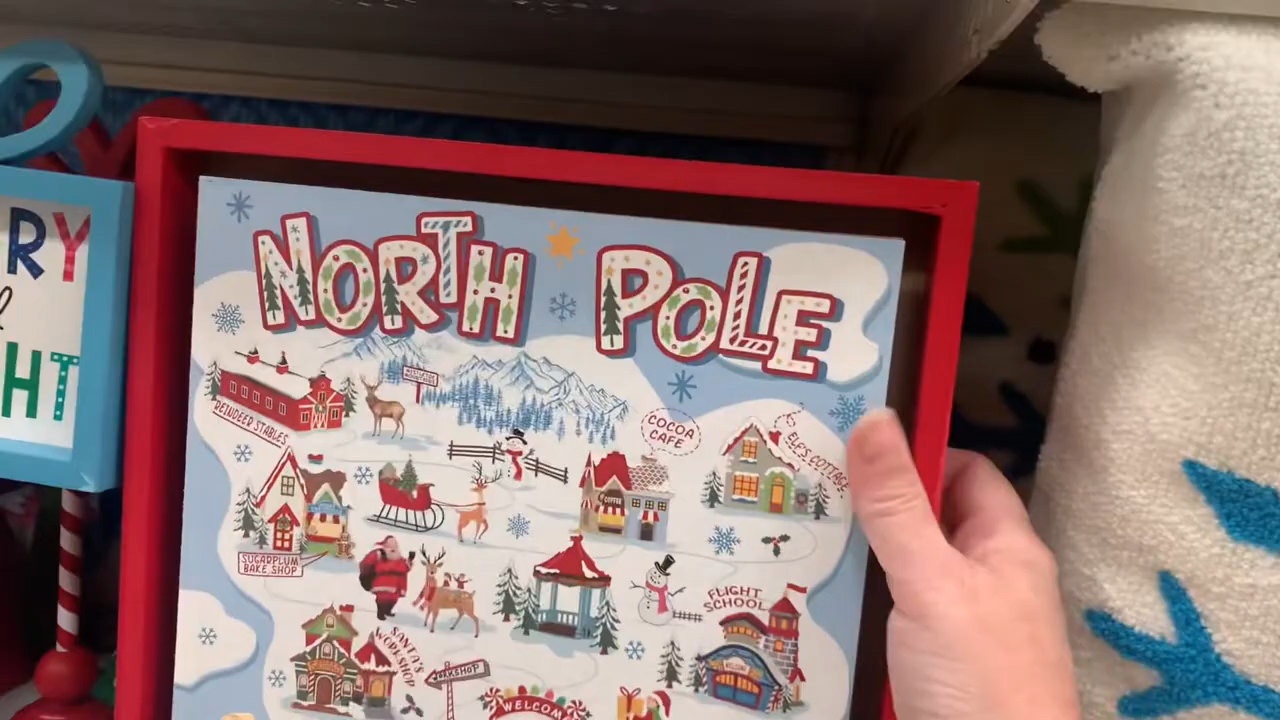 RY
HT
NORTH POLE
REINDEER STABLES
COCOA
CAFE
ELF'S COTTAGE
COFFEE
SUGARPLUM
BAKE SHOP
FLIGHT
SCHOOL
SANTA'S
WORKSHOP
WORKSHOP
WELCOME
WELCOM